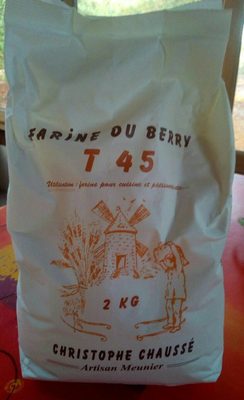 FARINE DU BERRY
T 45
Utilisation : farine pour cuisine et pâtisserie
2 KG
CHRISTOPHE CHAUSSÉ
Artisan Meunier